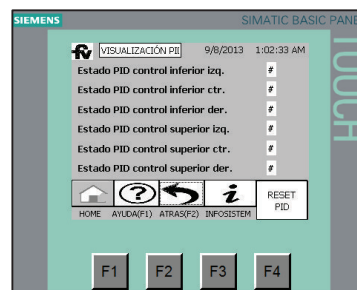 SIEMENS SIMATIC BASIC PANE
TOUCH
VISUALIZACIÓN PII 9/8/2013 1:02:33 AM
Estado PID control inferior izq. #
Estado PID control inferior ctr. #
Estado PID control inferior der. #
Estado PID control superior izq. #
Estado PID control superior ctr. #
Estado PID control superior der. #
HOME AYUDA(F1) ATRAS(F2) INFOSISTEM RESET PID
F1 F2 F3 F4